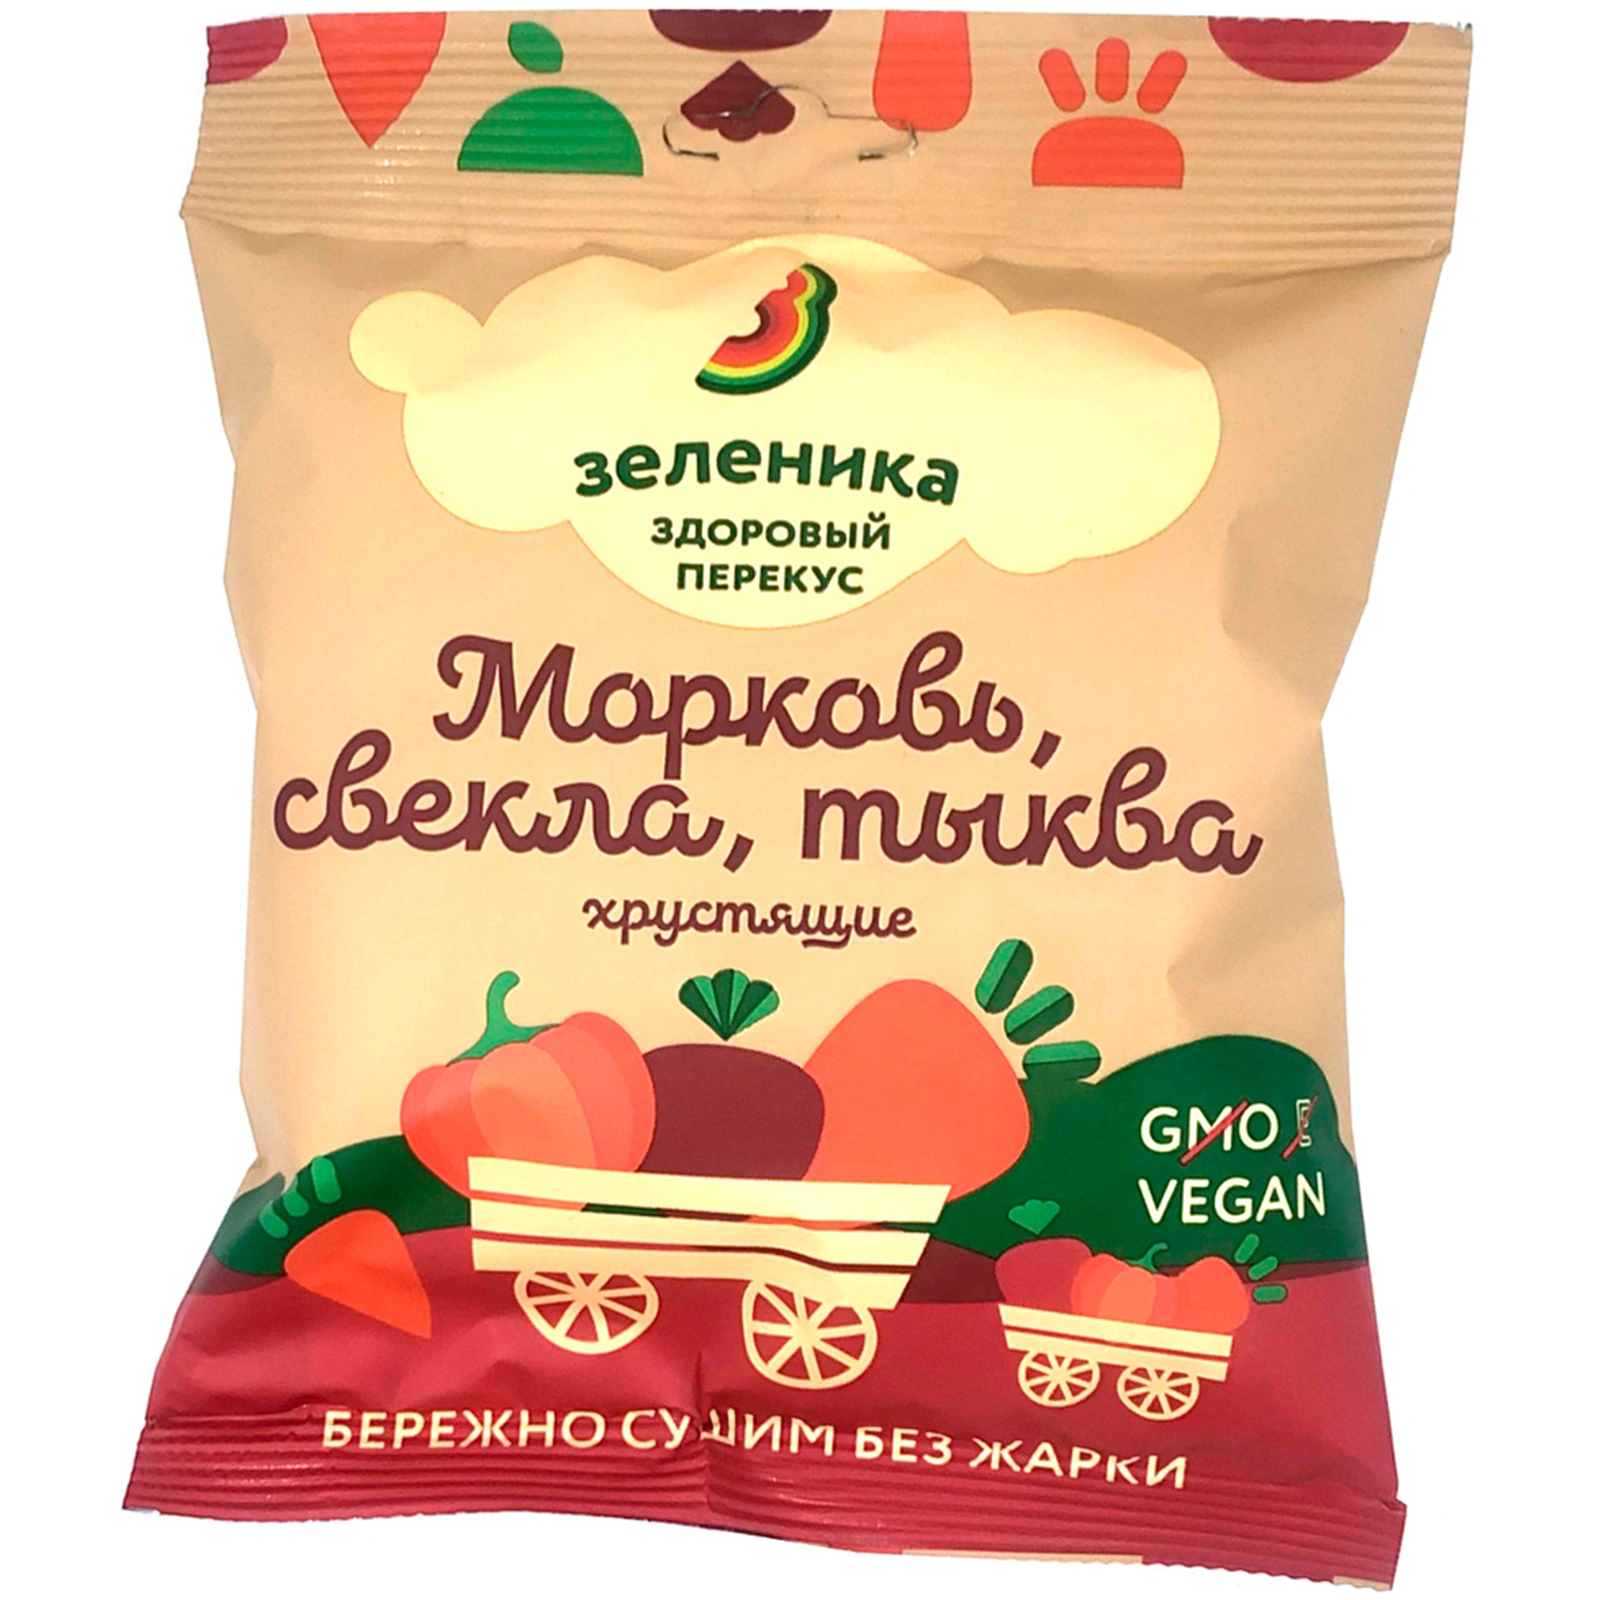 зеленика
ЗДОРОВЫЙ
ПЕРЕКУС
Морковь,
свекла, тыква
хрустящие
GMO E
VEGAN
БЕРЕЖНО СУШИМ БЕЗ ЖАРКИ